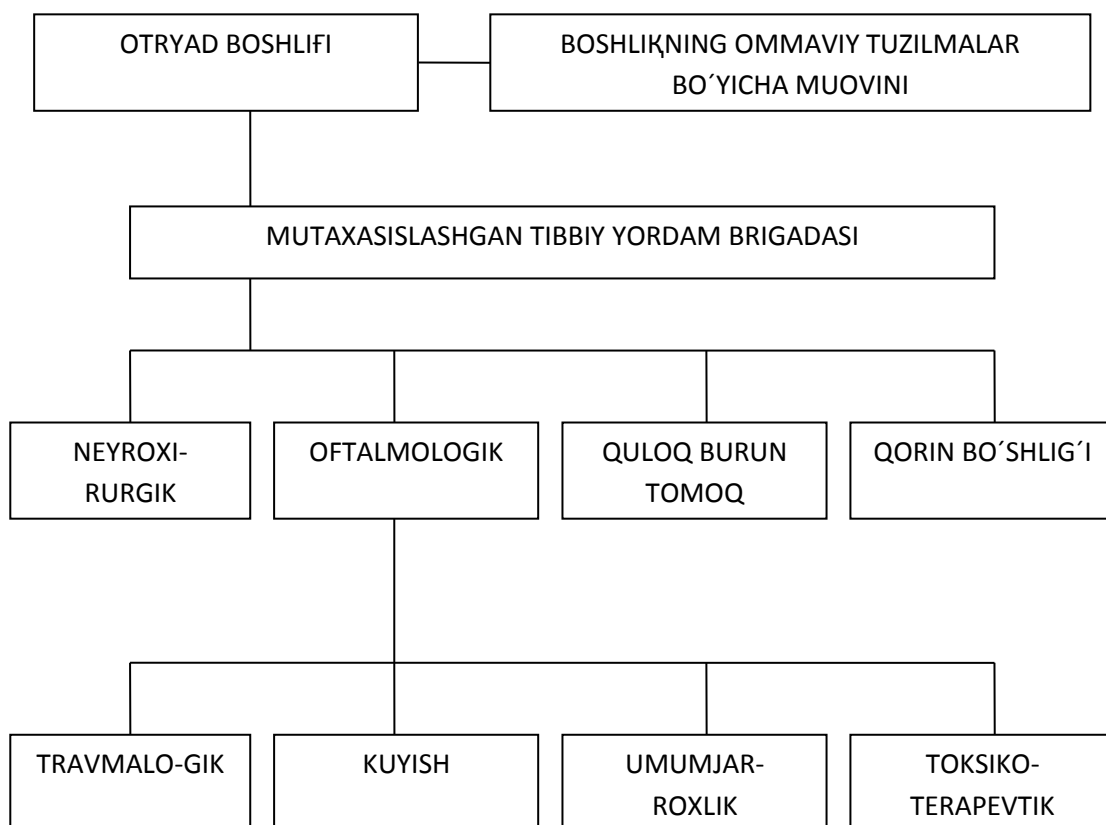 OTRYAD BOSHLIғI
BOSHLIҚNING OMMAVIY TUZILMALAR
BO´YICHA MUOVINI
MUTAXASISLASHGAN TIBBIY YORDAM BRIGADASI
NEYROXI-
RURGIK
OFTALMOLOGIK
QULOQ BURUN
TOMOQ
QORIN BO´SHLIG´I
TRAVMALO-GIK
KUYISH
UMUMJAR-
ROXLIK
TOKSIKO-
TERAPEVTIK